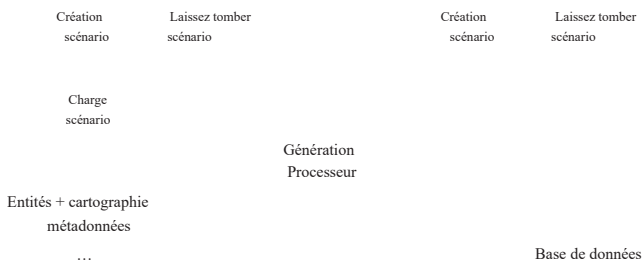 Création
scénario
Laissez tomber
scénario
Création
scénario
Laissez tomber
scénario
Charge
scénario
Génération
Processeur
Entités + cartographie
métadonnées
…
Base de données